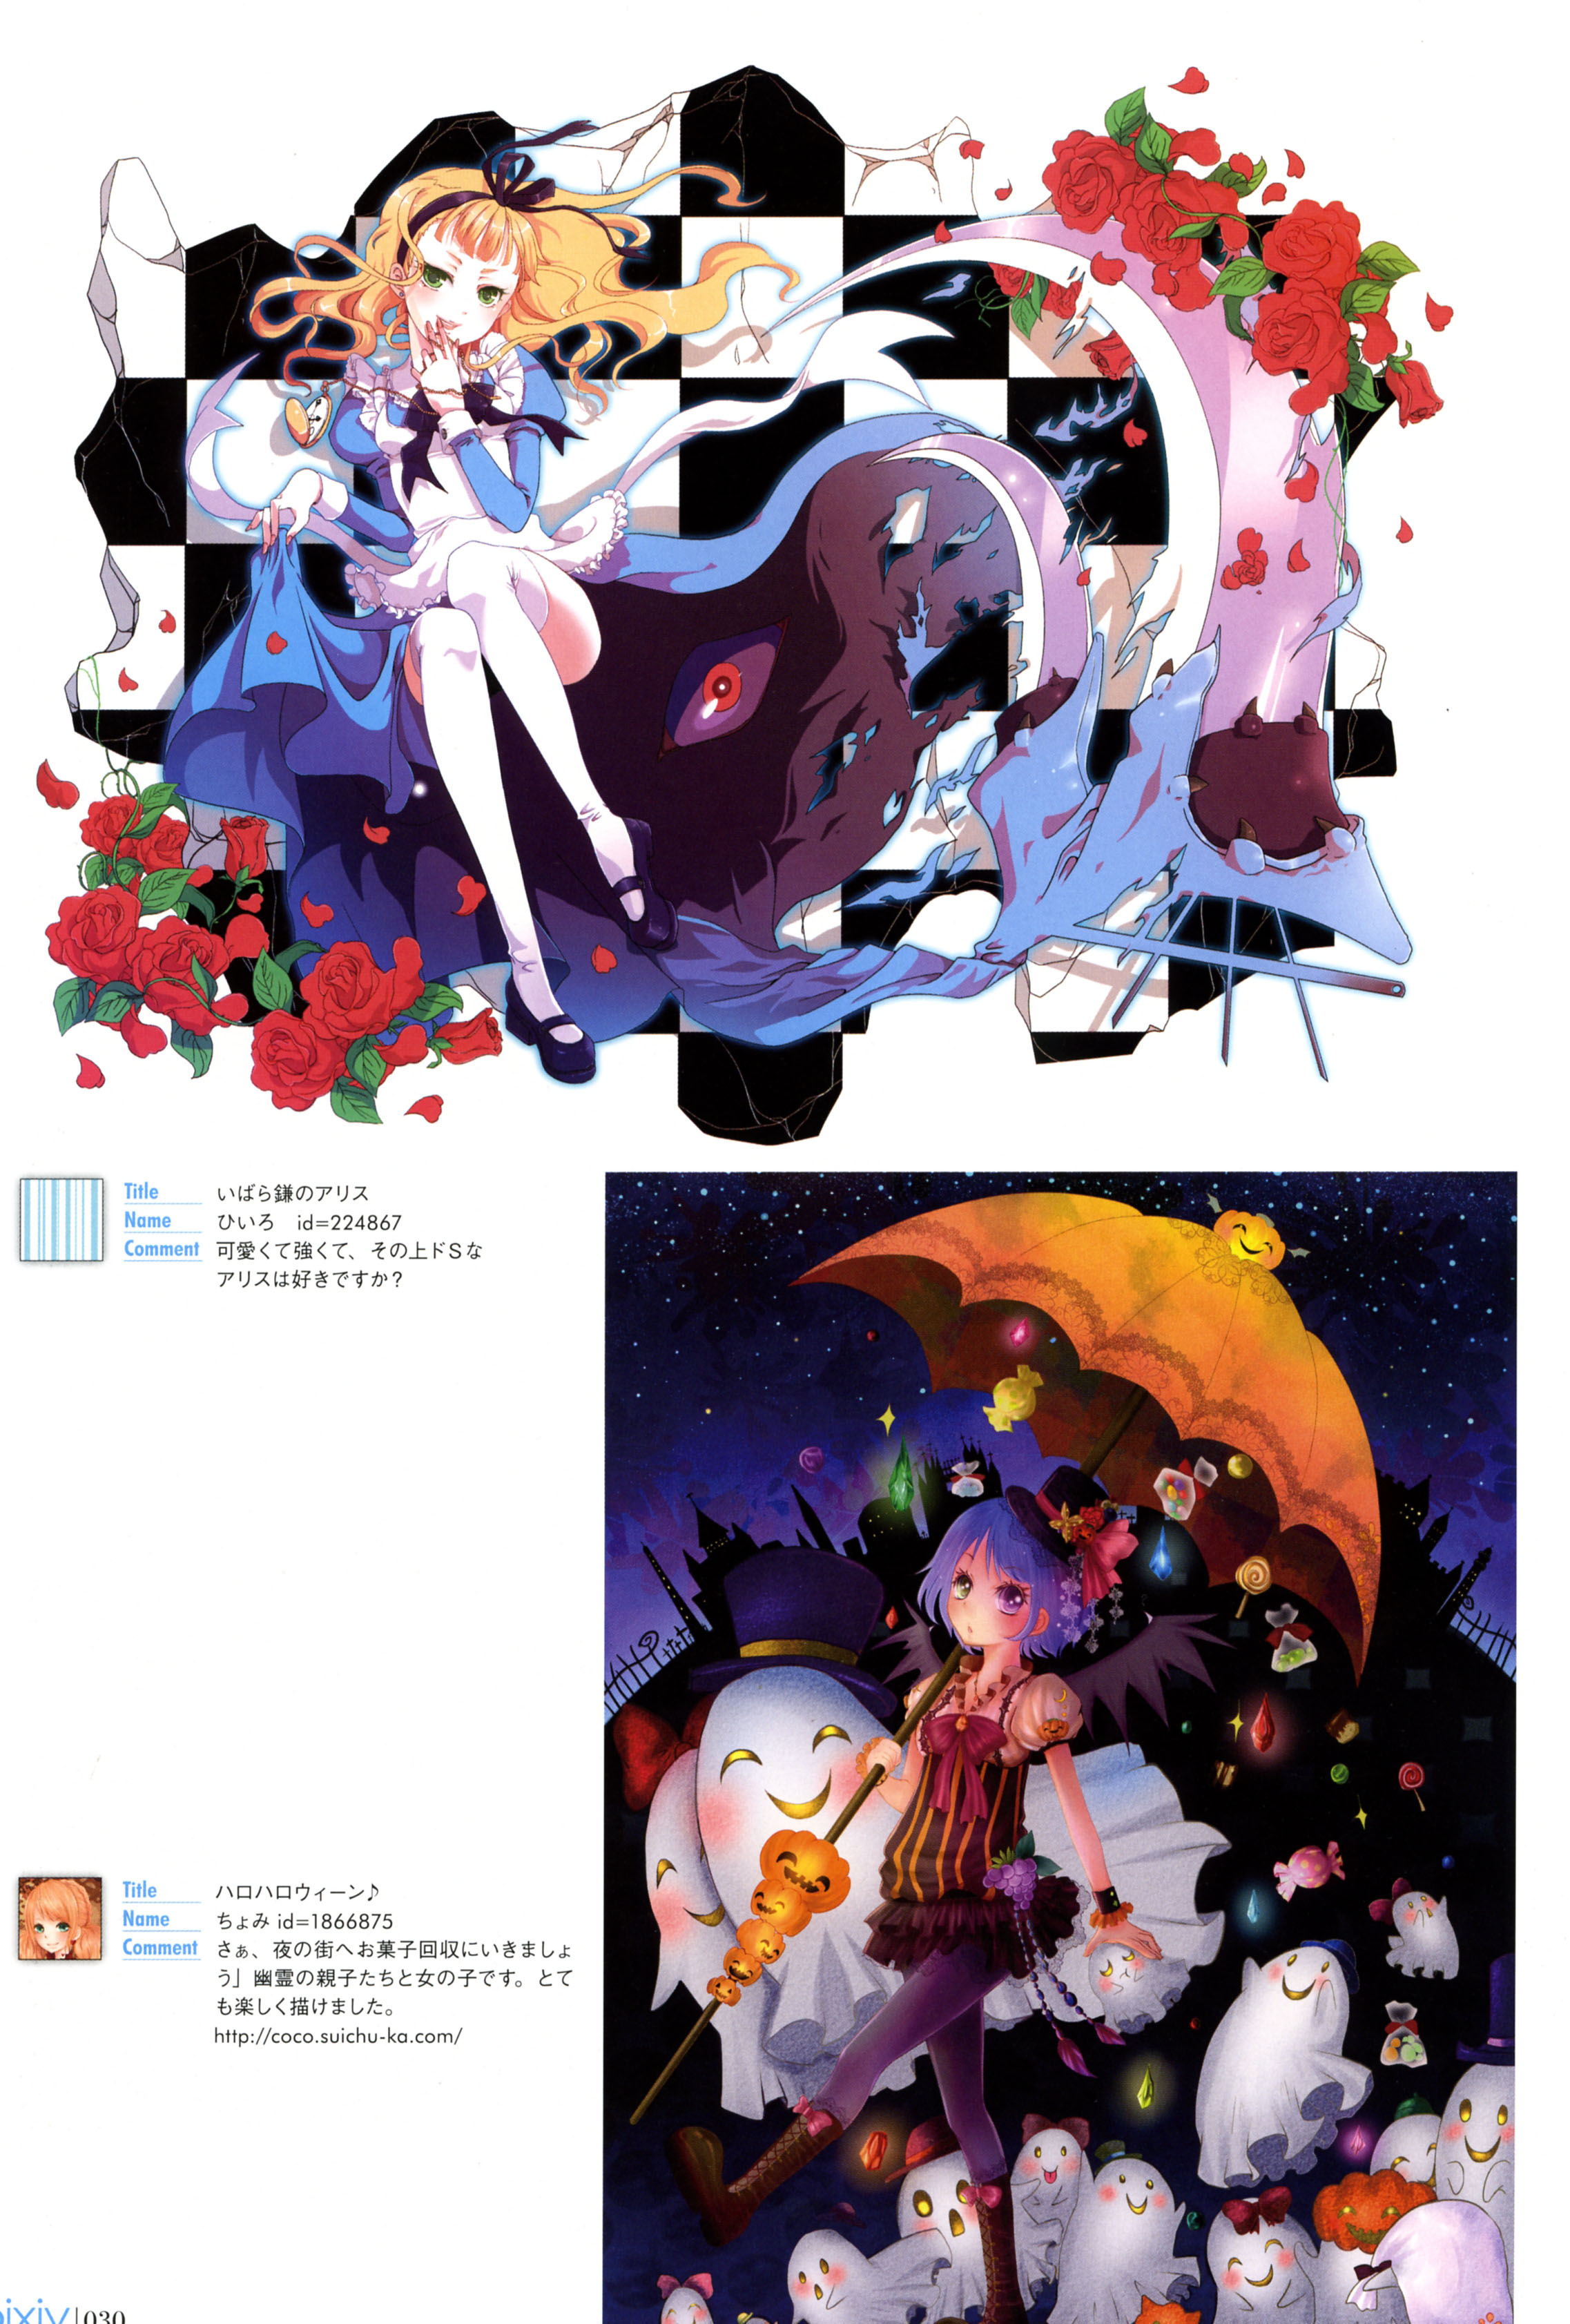 Title いばら鎌のアリス
Name ひいろ id=224867
Comment 可愛くて強くて、その上ドSな
アリスは好きですか?
Title ハロハロウィーン♪
Name ちょみ id=1866875
Comment さぁ、夜の街へお菓子回収にいきましょ
う」幽霊の親子たちと女の子です。とて
も楽しく描けました。
http://coco.suichu-ka.com/
pixiv|030